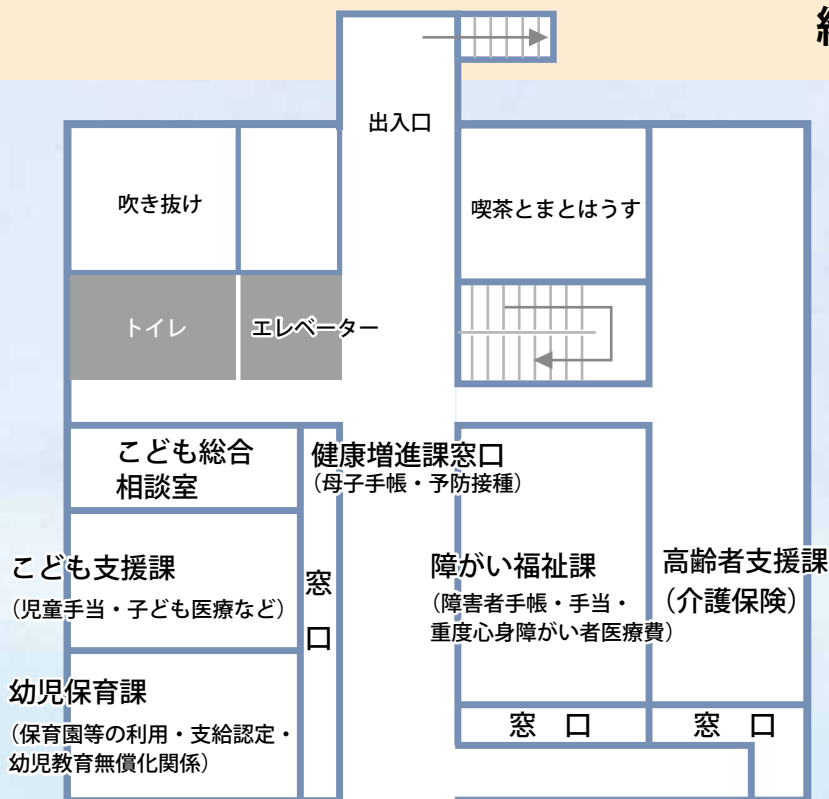 出入口
吹き抜け
喫茶とまとはうす
トイレ
エレベーター
こども総合
相談室
健康増進課窓口
(母子手帳・予防接種)
こども支援課
(児童手当・子ども医療など)
窓口
障がい福祉課
(障害者手帳・手当・
重度心身障がい者医療費)
高齢者支援課
(介護保険)
幼児保育課
(保育園等の利用・支給認定・
幼児教育無償化関係)
窓 口
窓 口